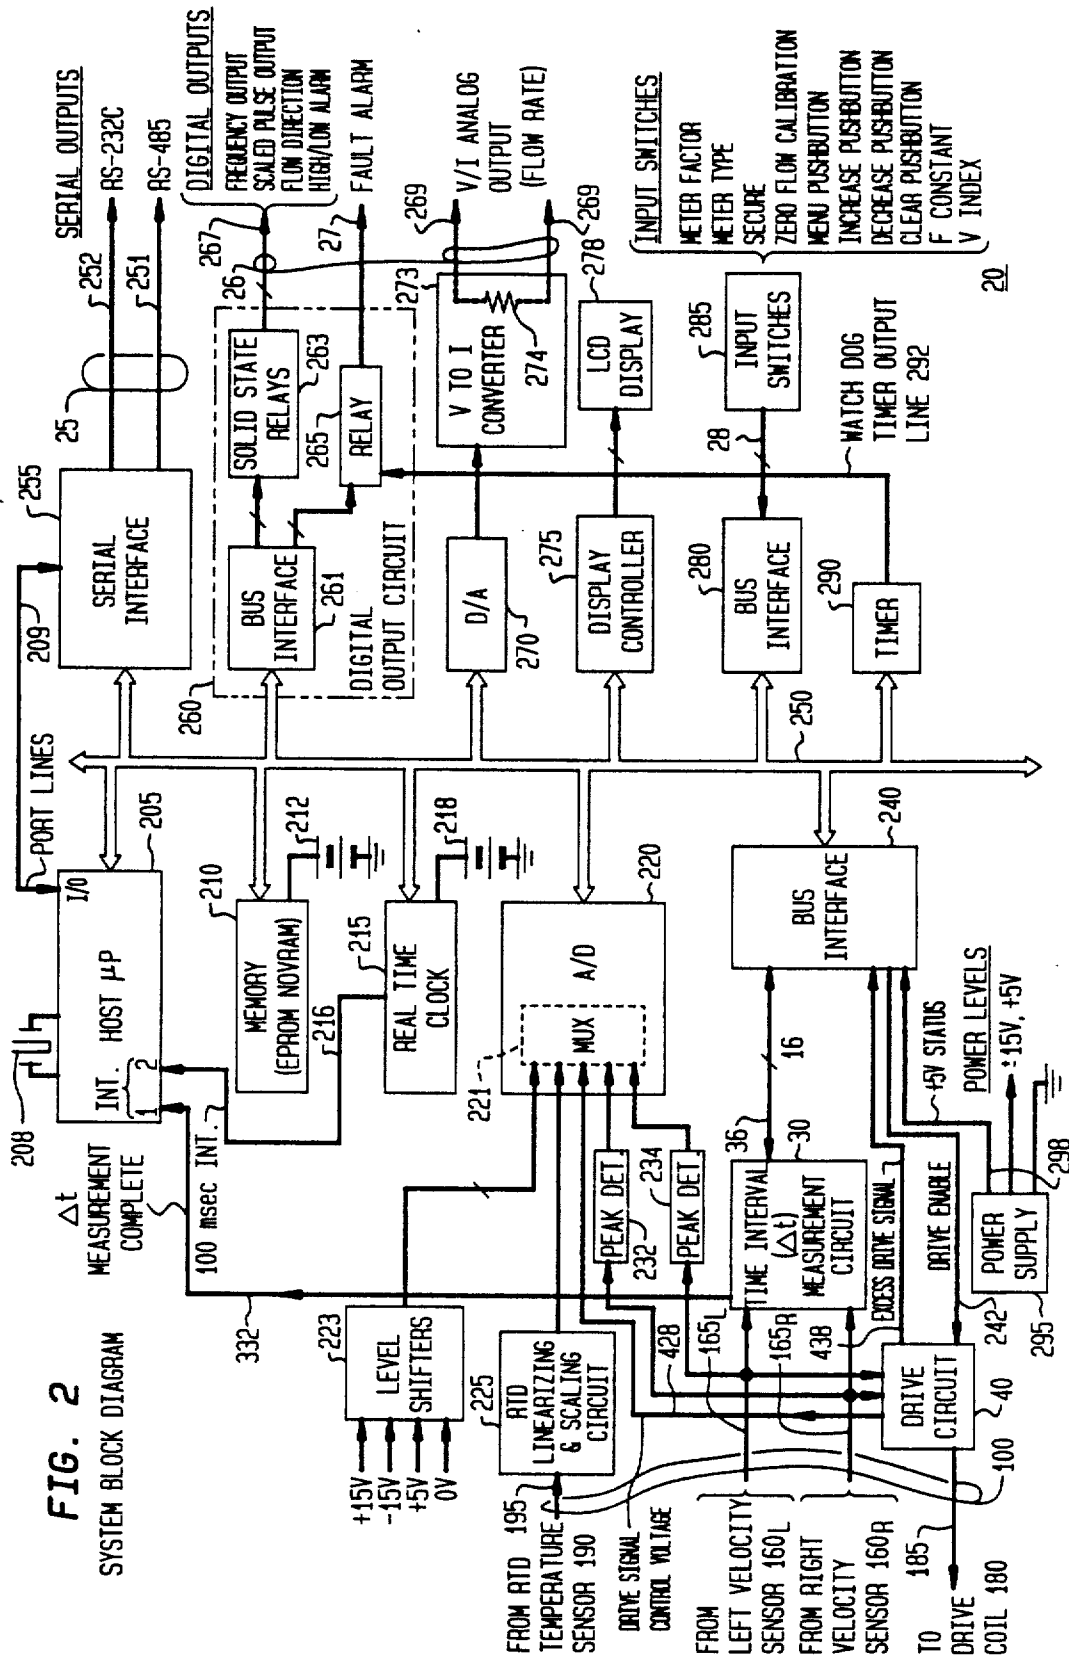 FIG. 2
SYSTEM BLOCK DIAGRAM
208
Δt
MEASUREMENT
COMPLETE
100 msec INT.
332
INT.
1
2
HOST μP
I/O
205
PORT LINES
209
SERIAL
INTERFACE
255
25
252
251
SERIAL OUTPUTS
RS-232C
RS-485
MEMORY
(EPROM NOVRAM)
210
212
216
REAL TIME
CLOCK
215
218
260
BUS
INTERFACE
261
DIGITAL
OUTPUT CIRCUIT
SOLID STATE
RELAYS
263
265
RELAY
26
267
DIGITAL OUTPUTS
FREQUENCY OUTPUT
SCALED PULSE OUTPUT
FLOW DIRECTION
HIGH/LOW ALARM
27
FAULT ALARM
+15V
-15V
+5V
0V
LEVEL
SHIFTERS
223
A/D
220
MUX
221
D/A
270
V TO I
CONVERTER
273
274
269
269
V/I ANALOG
OUTPUT
(FLOW RATE)
FROM RTD
TEMPERATURE
SENSOR 190
195
RTD
LINEARIZING
& SCALING
CIRCUIT
225
PEAK DET
232
PEAK DET
234
DISPLAY
CONTROLLER
275
LCD
DISPLAY
278
DRIVE SIGNAL
CONTROL VOLTAGE
428
FROM
LEFT VELOCITY
SENSOR 160L
165L
FROM RIGHT
VELOCITY
SENSOR 160R
165R
TIME INTERVAL
(Δt)
MEASUREMENT
CIRCUIT
30
36
16
BUS
INTERFACE
240
250
BUS
INTERFACE
280
28
INPUT
SWITCHES
285
INPUT SWITCHES
METER FACTOR
METER TYPE
SECURE
ZERO FLOW CALIBRATION
MENU PUSHBUTTON
INCREASE PUSHBUTTON
DECREASE PUSHBUTTON
CLEAR PUSHBUTTON
F CONSTANT
V INDEX
TIMER
290
WATCH DOG
TIMER OUTPUT
LINE 292
438
EXCESS DRIVE SIGNAL
DRIVE ENABLE
242
DRIVE
CIRCUIT
40
100
185
TO
DRIVE
COIL 180
POWER
SUPPLY
295
298
+5V STATUS
POWER LEVELS
±15V, +5V
20